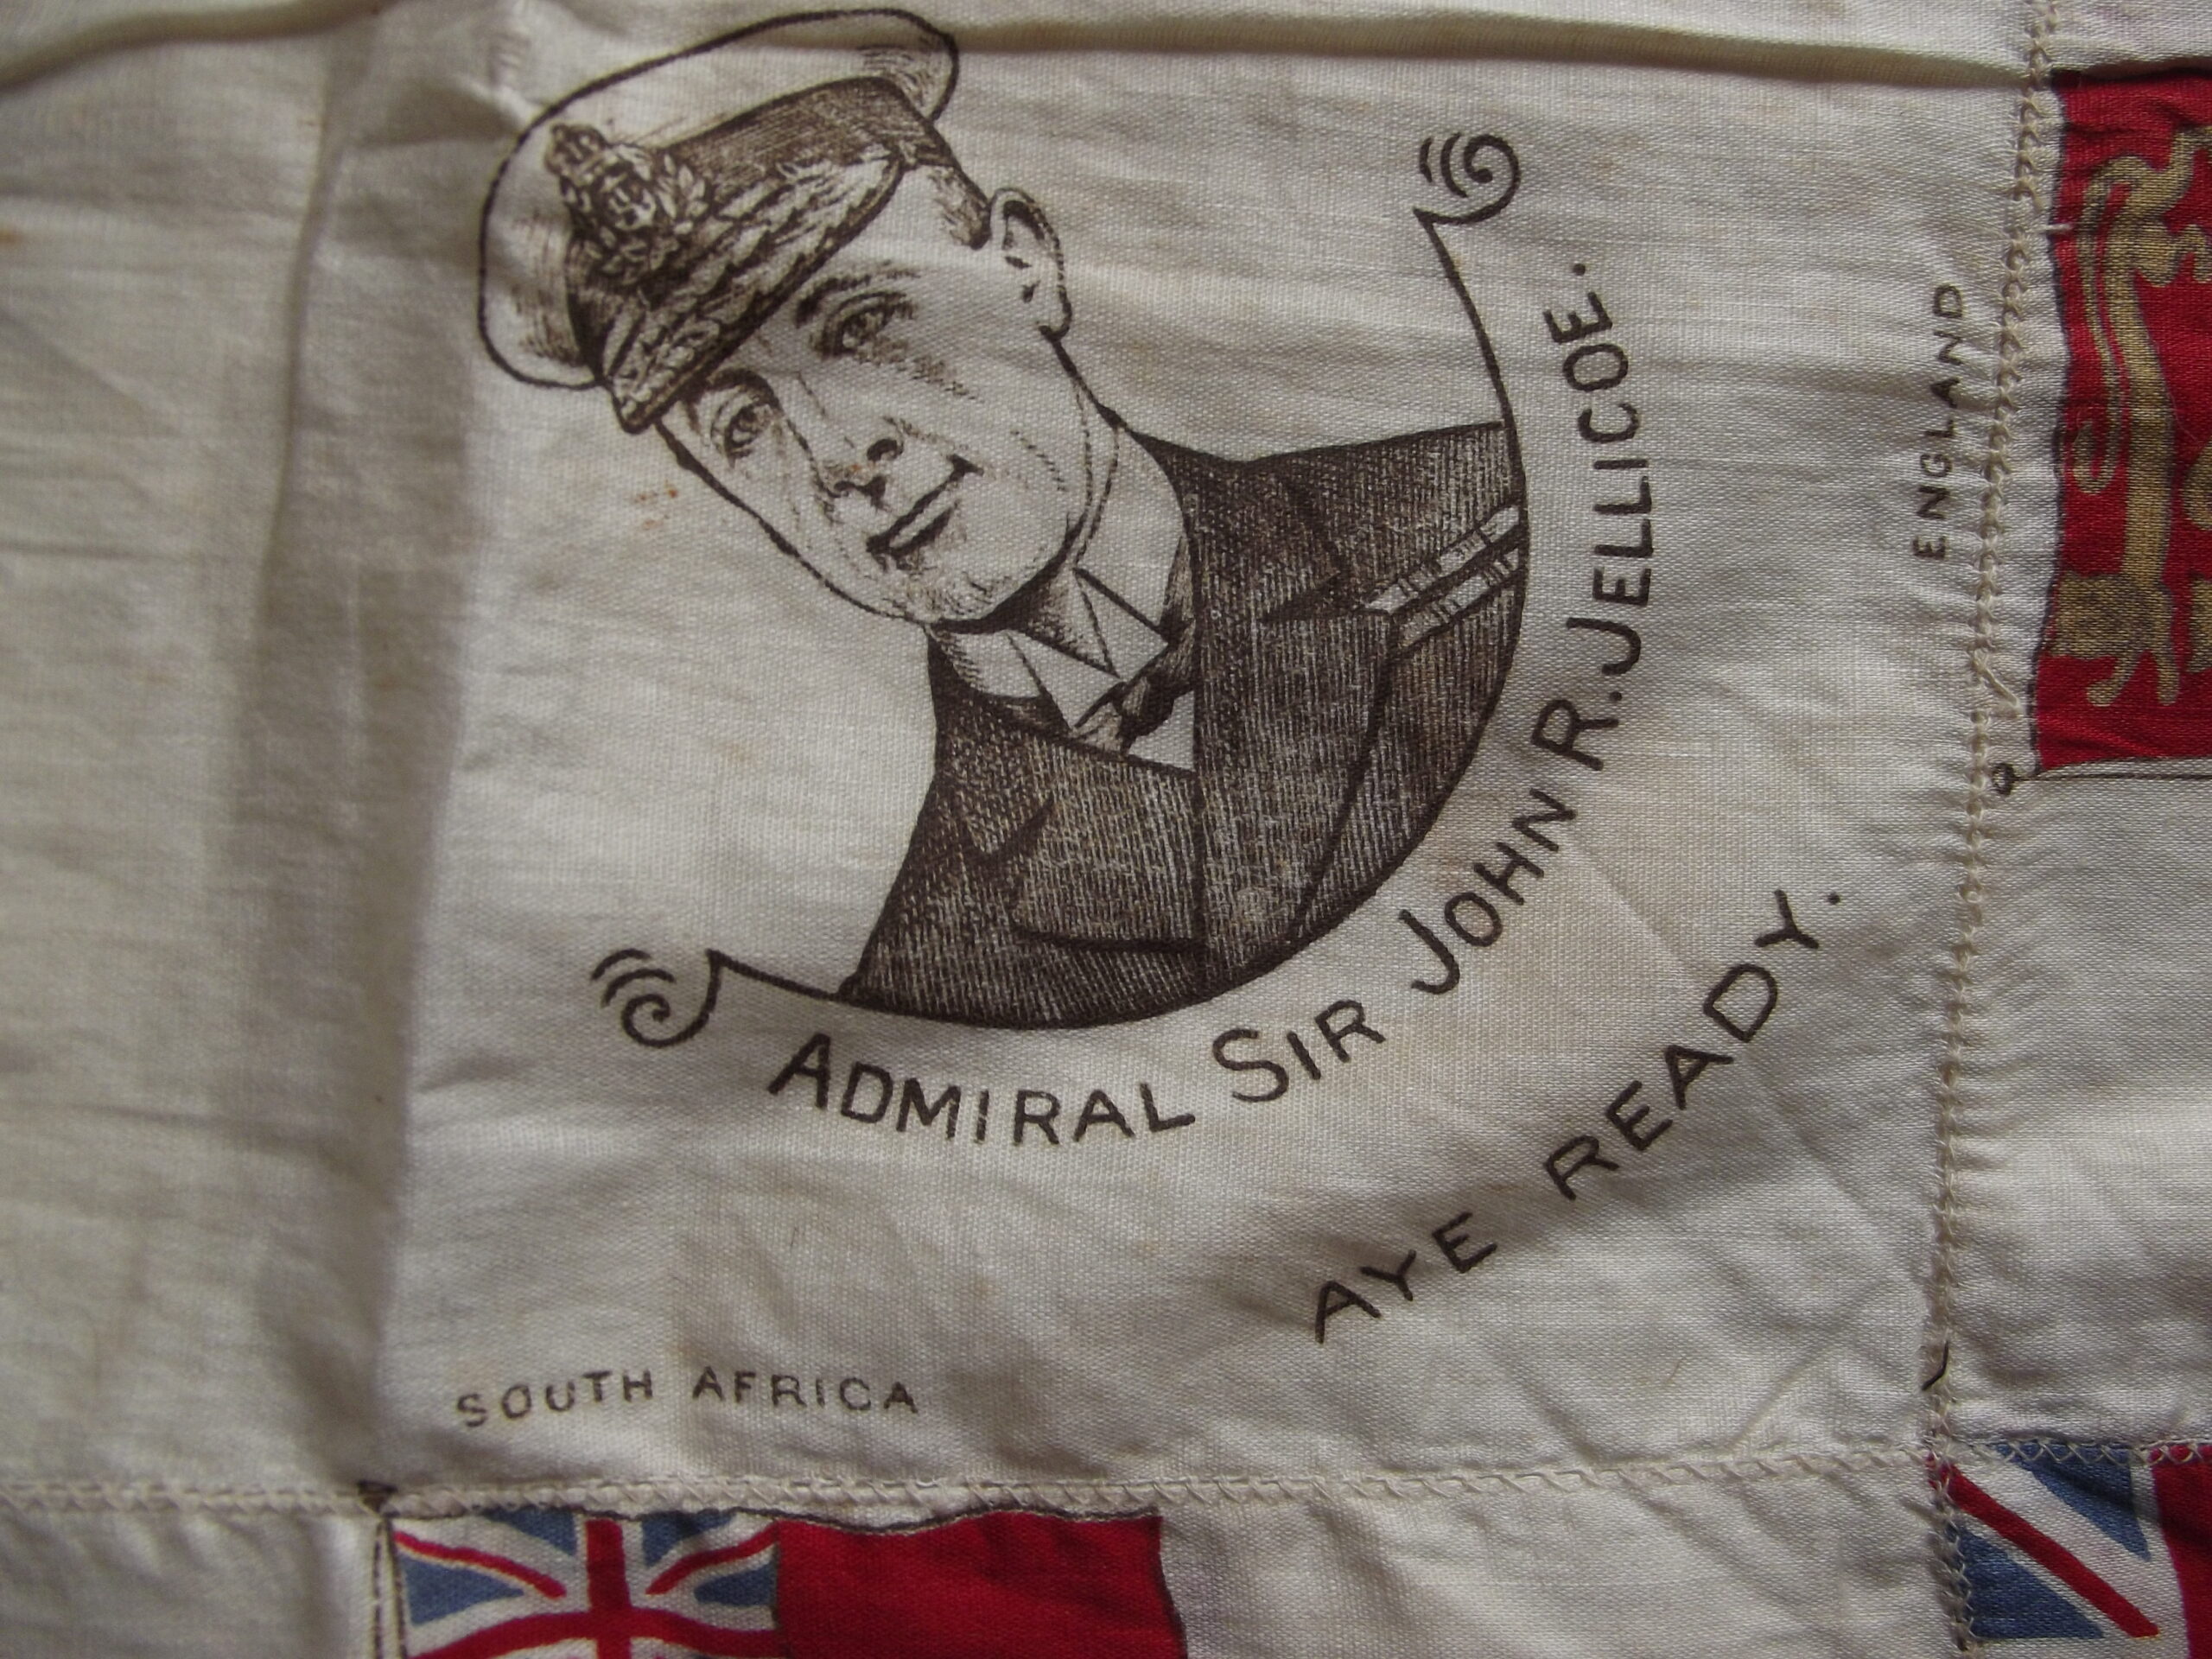 ADMIRAL SIR JOHN R. JELLICOE.
AYE READY.
ENGLAND
SOUTH AFRICA